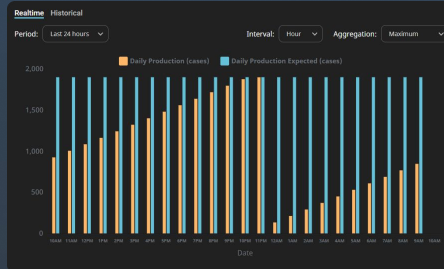 Realtime Historical
Period: Last 24 hours Interval: Hour Aggregation: Maximum
Daily Production (cases) Daily Production Expected (cases)
2,000
1,500
1,000
500
0
10AM 11AM 12PM 1PM 2PM 3PM 4PM 5PM 6PM 7PM 8PM 9PM 10PM 11PM 12AM 1AM 2AM 3AM 4AM 5AM 6AM 7AM 8AM 9AM 10AM
Date